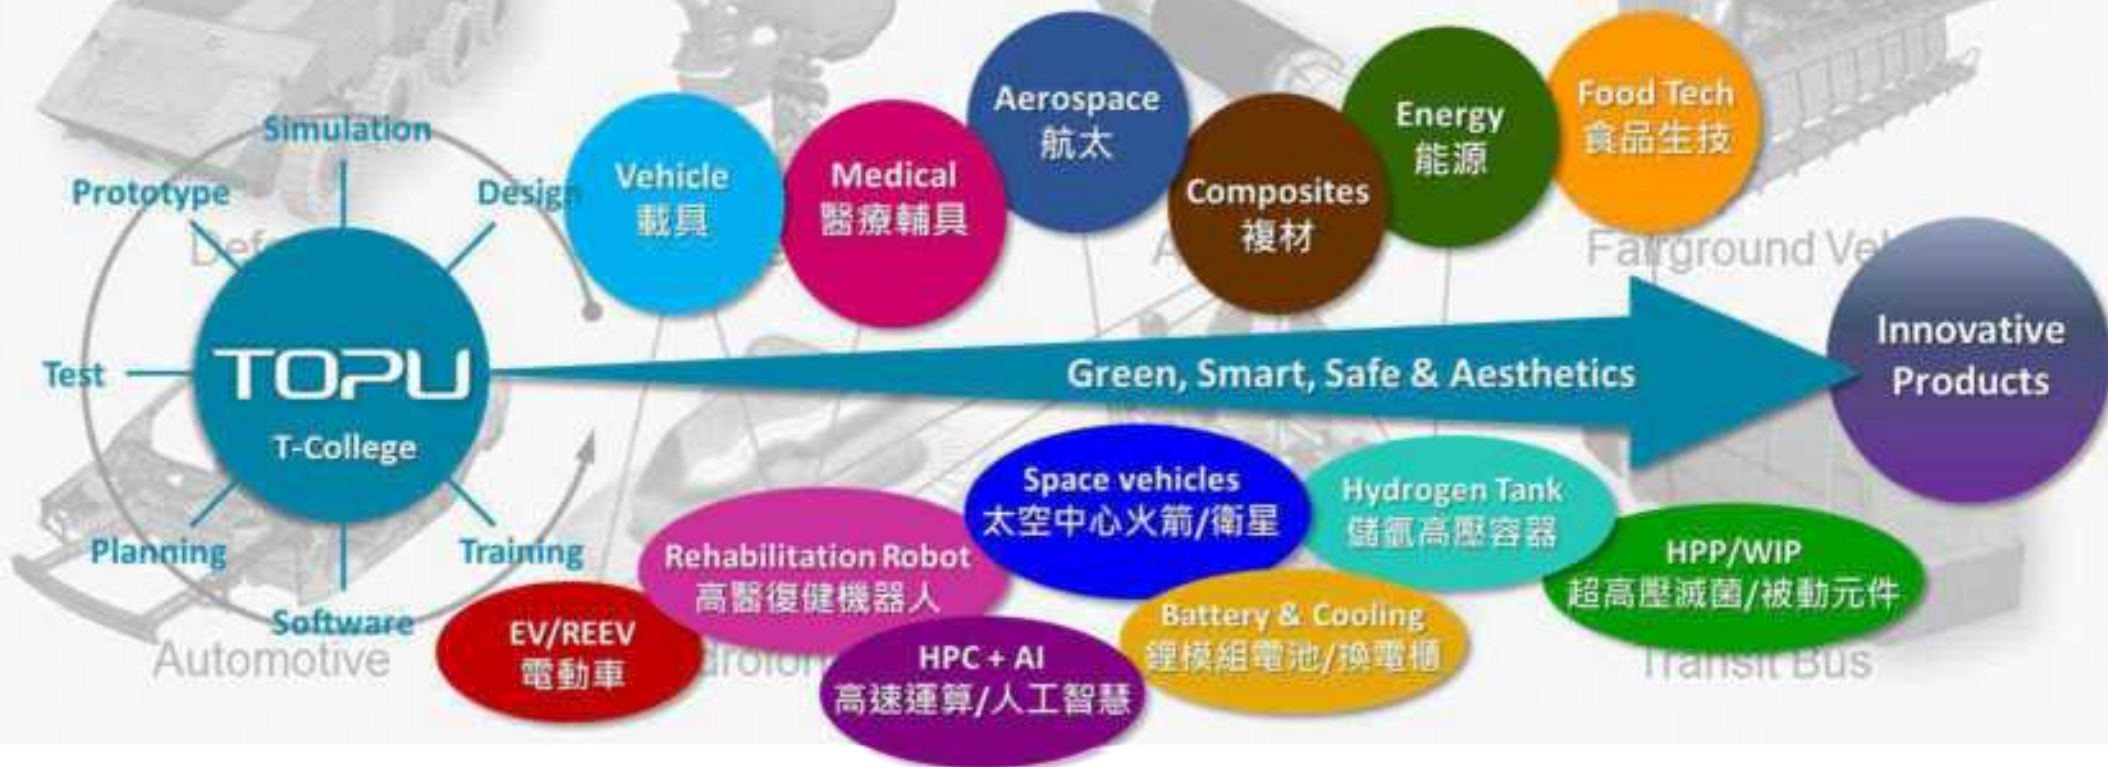 Simulation
Prototype
Design
TOPU
T-College
Test
Planning
Training
Software
Vehicle
載具
Medical
醫療輔具
Aerospace
航太
Composites
複材
Energy
能源
Food Tech
食品生技
Fairground Ve
Green, Smart, Safe & Aesthetics
Innovative
Products
Space vehicles
太空中心火箭/衛星
Hydrogen Tank
儲氫高壓容器
Rehabilitation Robot
高醫復健機器人
HPP/WIP
超高壓滅菌/被動元件
EV/REEV
電動車
HPC + AI
高速運算/人工智慧
Battery & Cooling
鋰模組電池/換電櫃
Automotive
Transit Bus